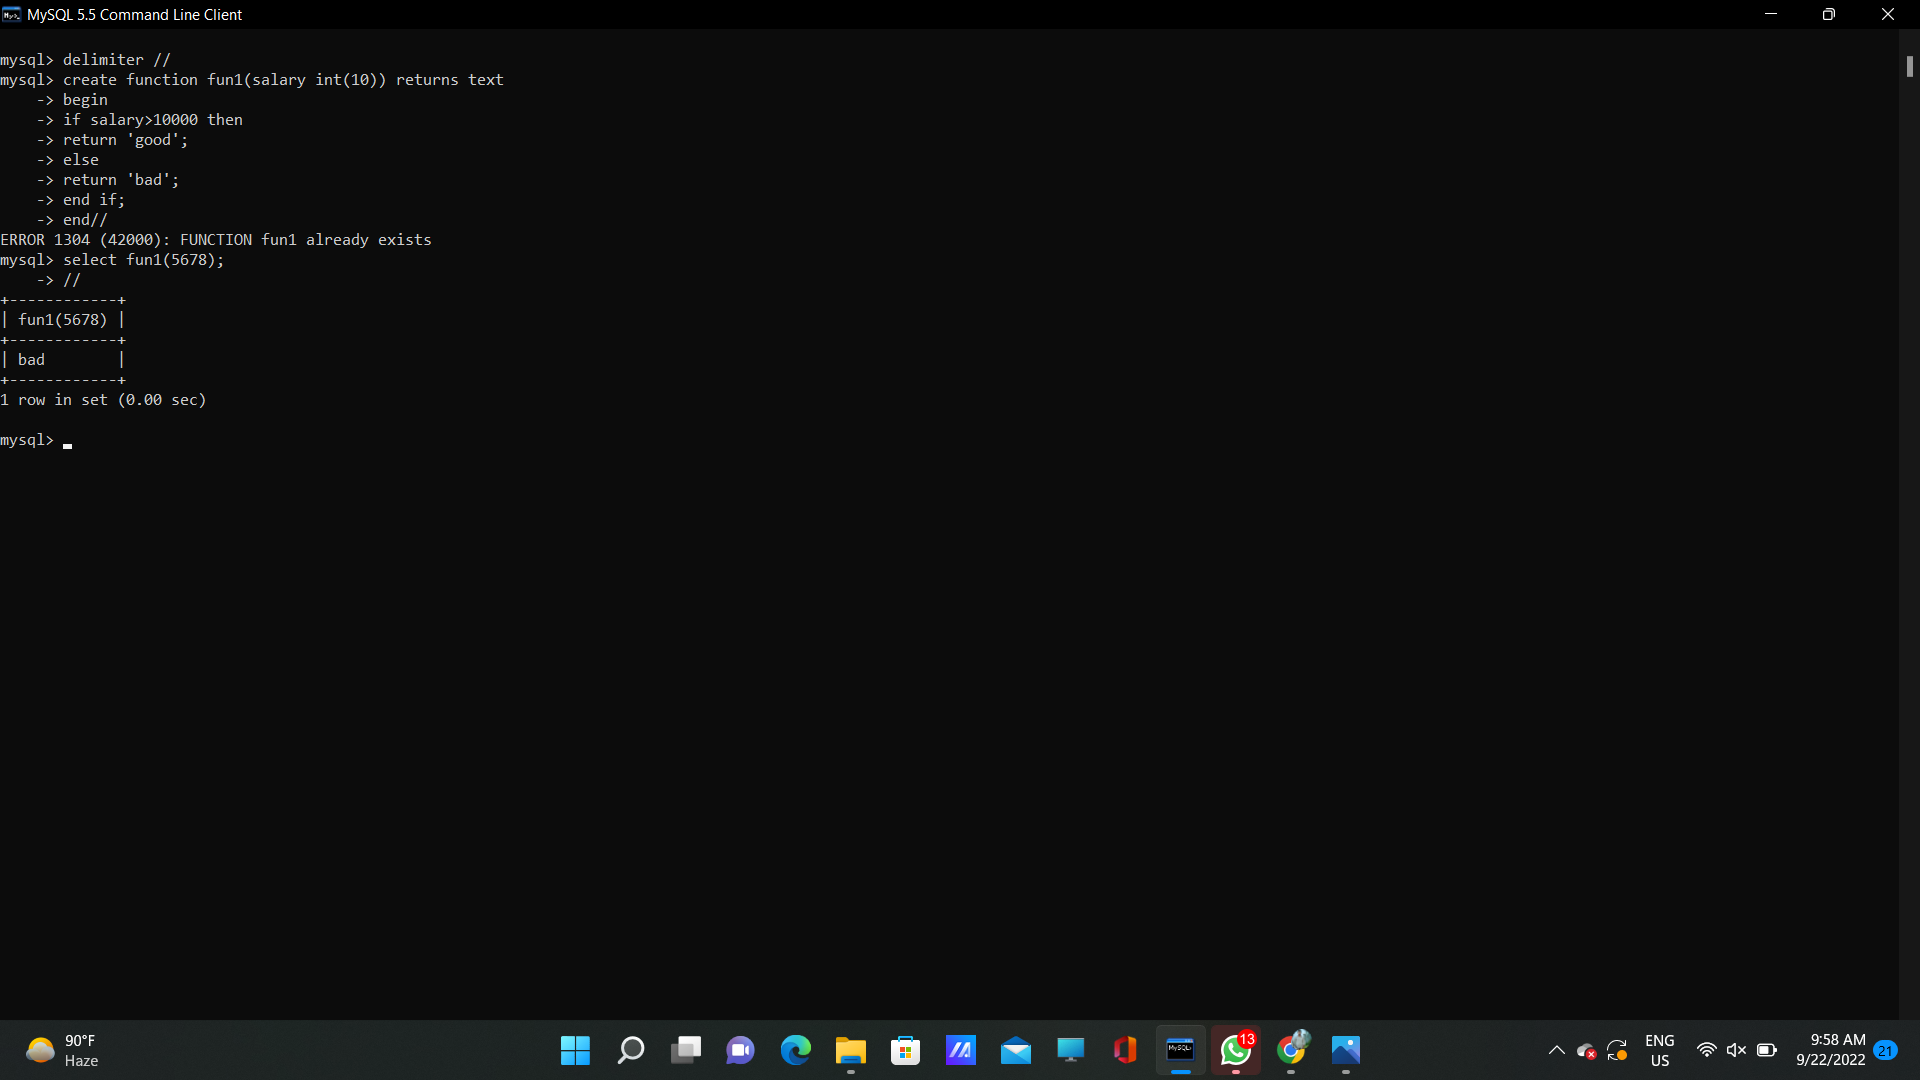 MySQL 5.5 Command Line Client
mysql> delimiter //
mysql> create function fun1(salary int(10)) returns text
    -> begin
    -> if salary>10000 then
    -> return 'good';
    -> else
    -> return 'bad';
    -> end if;
    -> end//
ERROR 1304 (42000): FUNCTION fun1 already exists
mysql> select fun1(5678);
    -> //
+------------+
| fun1(5678) |
+------------+
| bad        |
+------------+
1 row in set (0.00 sec)
mysql>
90°F
Haze
13
ENG
US
9:58 AM
9/22/2022
21